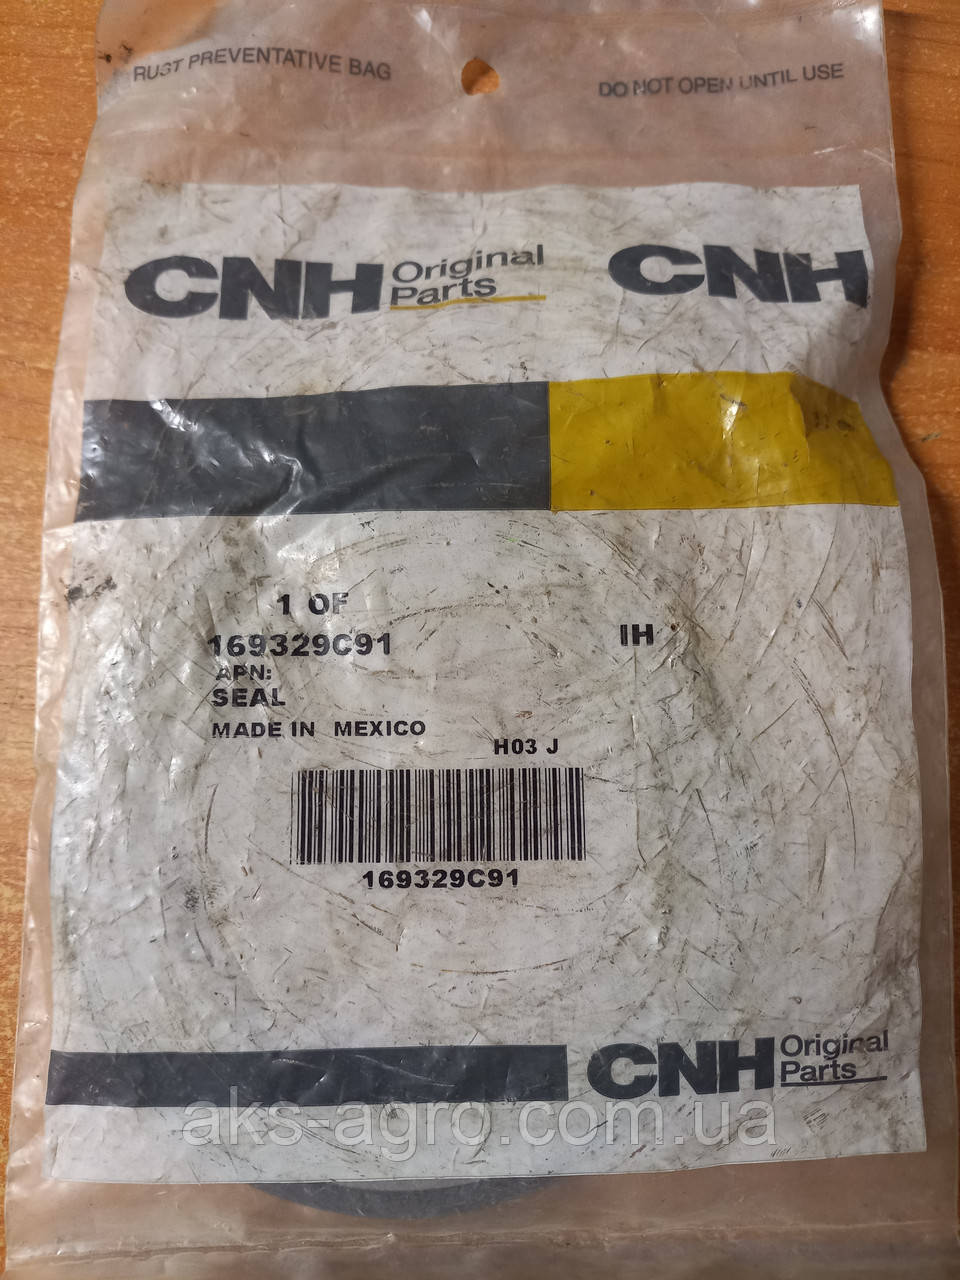 RUST PREVENTATIVE BAG
DO NOT OPEN UNTIL USE
CNH Original Parts
CNH
1 OF
169329C91
IH
APN:
SEAL
MADE IN MEXICO
H03 J
169329C91
CNH Original Parts
aks-agro.com.ua